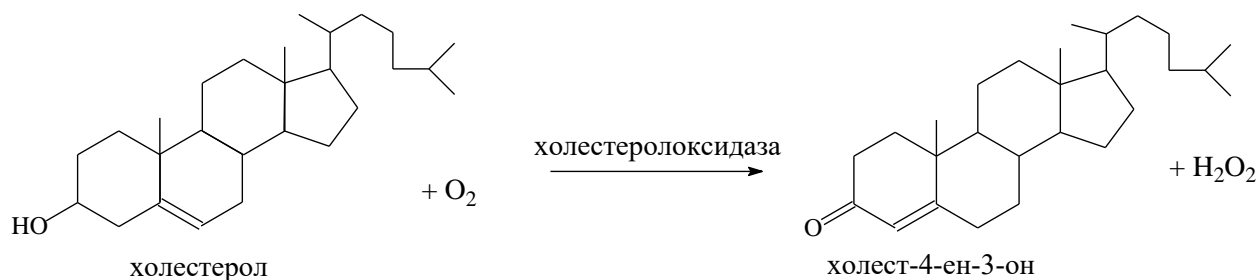 холестеролоксидаза
HO
+ O₂
O
+ H₂O₂
холестерол
холест-4-ен-3-он